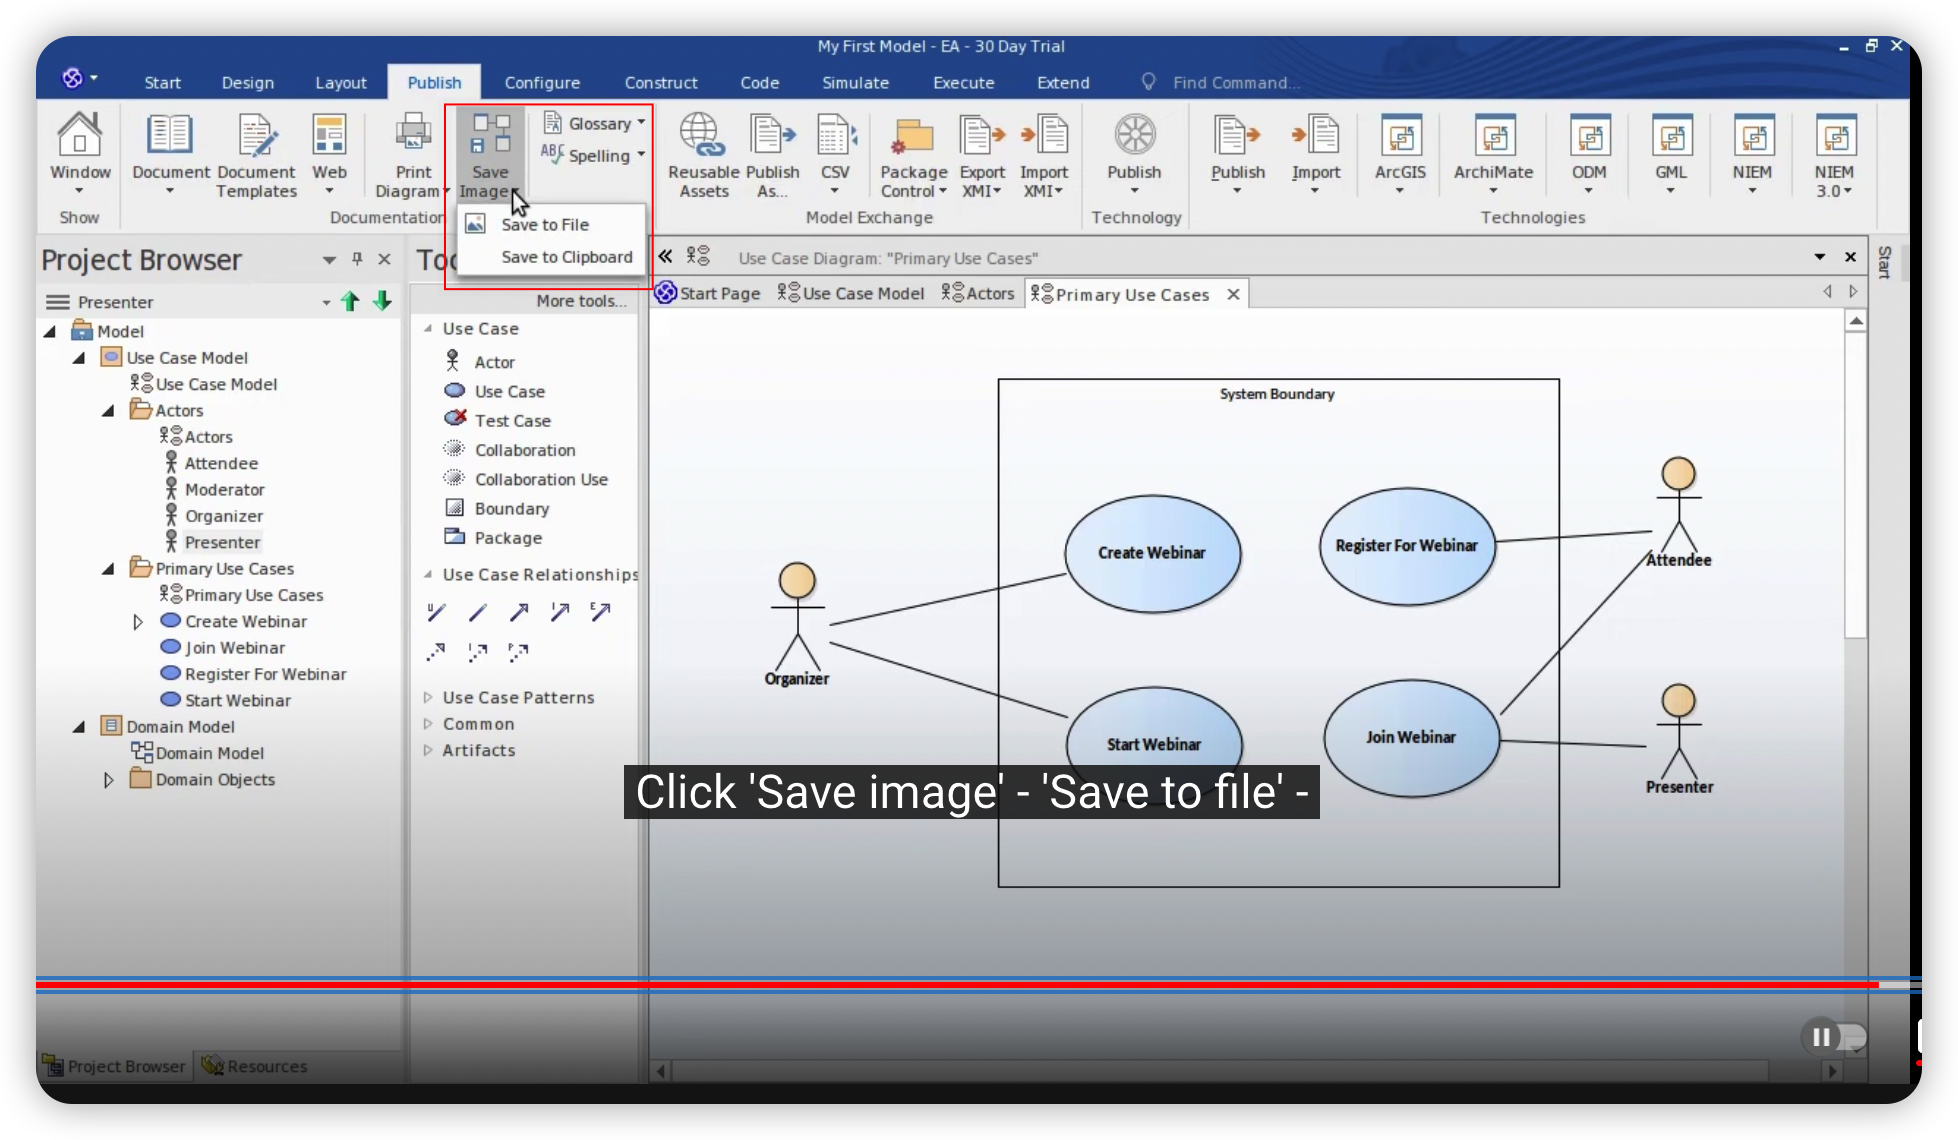 My First Model - EA - 30 Day Trial
Start Design Layout Publish Configure Construct Code Simulate Execute Extend Find Command...
Window
Document
Document Templates
Web
Print Diagram
Save Image
Glossary
Spelling
Reusable Assets
Publish As...
CSV
Package Control
Export XMI
Import XMI
Publish
Publish
Import
ArcGIS
ArchiMate
ODM
GML
NIEM
NIEM 3.0
Show
Documentation
Model Exchange
Technology
Technologies
Save to File
Save to Clipboard
Project Browser
Presenter
Model
Use Case Model
Use Case Model
Actors
Actors
Attendee
Moderator
Organizer
Presenter
Primary Use Cases
Primary Use Cases
Create Webinar
Join Webinar
Register For Webinar
Start Webinar
Domain Model
Domain Model
Domain Objects
Project Browser
Resources
More tools...
Use Case
Actor
Use Case
Test Case
Collaboration
Collaboration Use
Boundary
Package
Use Case Relationships
Use Case Patterns
Common
Artifacts
Use Case Diagram: "Primary Use Cases"
Start Page Use Case Model Actors Primary Use Cases
Start
System Boundary
Create Webinar
Register For Webinar
Attendee
Organizer
Start Webinar
Join Webinar
Presenter
Click 'Save image' - 'Save to file' -